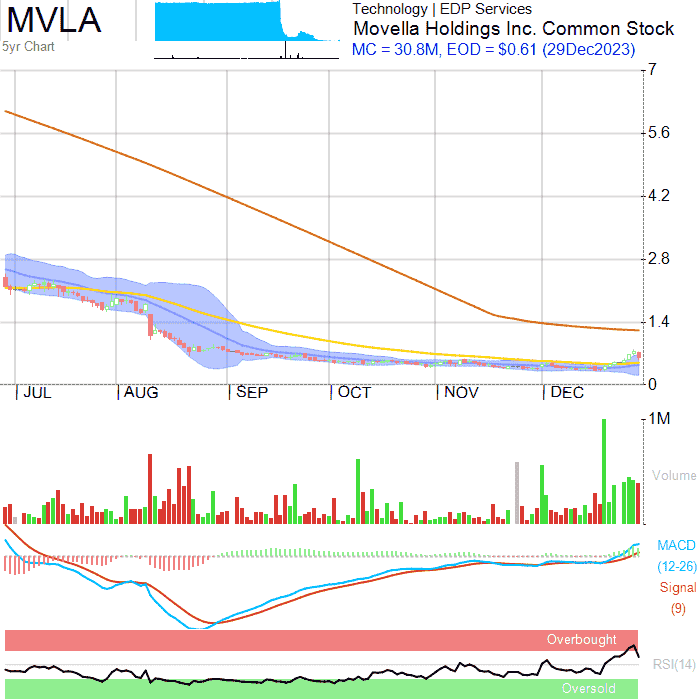 MVLA
5yr Chart
Technology | EDP Services
Movella Holdings Inc. Common Stock
MC = 30.8M, EOD = $0.61 (29Dec2023)
7
5.6
4.2
2.8
1.4
0
JUL AUG SEP OCT NOV DEC
1M
Volume
MACD
(12-26)
Signal
(9)
Overbought
RSI(14)
Oversold